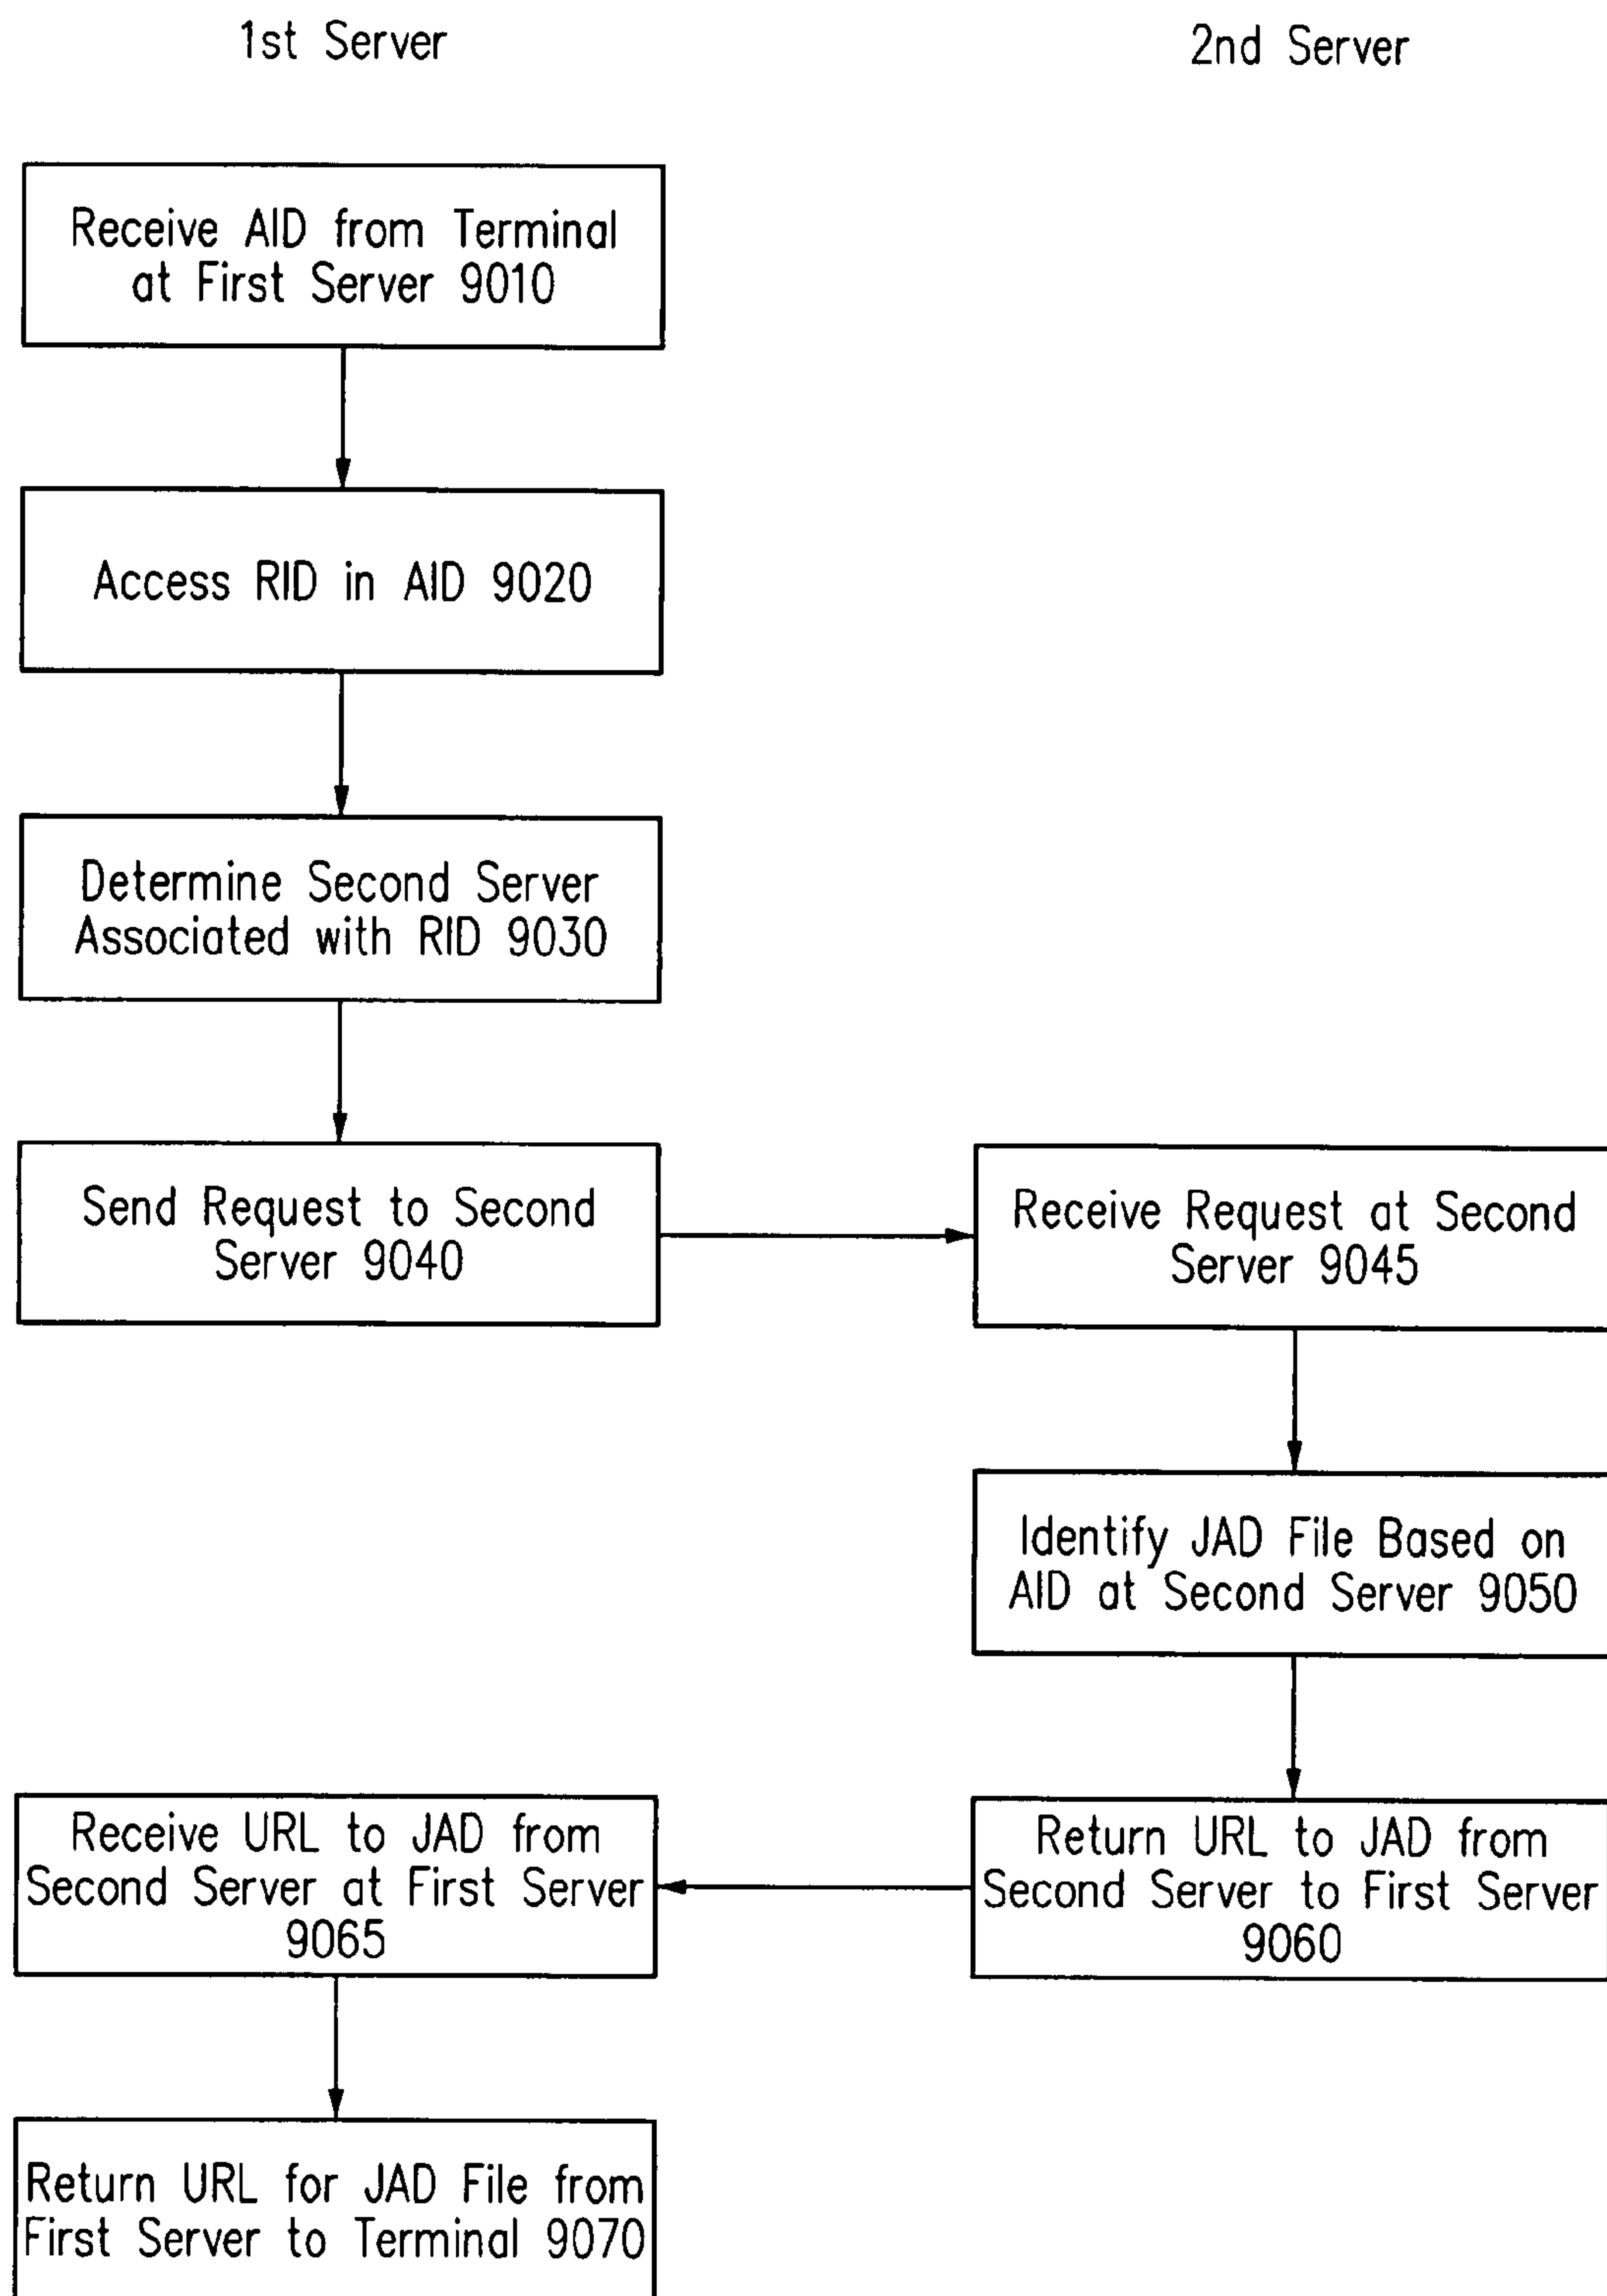 1st Server
2nd Server
Receive AID from Terminal
at First Server 9010
Access RID in AID 9020
Determine Second Server
Associated with RID 9030
Send Request to Second
Server 9040
Receive Request at Second
Server 9045
Identify JAD File Based on
AID at Second Server 9050
Return URL to JAD from
Second Server to First Server
9060
Receive URL to JAD from
Second Server at First Server
9065
Return URL for JAD File from
First Server to Terminal 9070